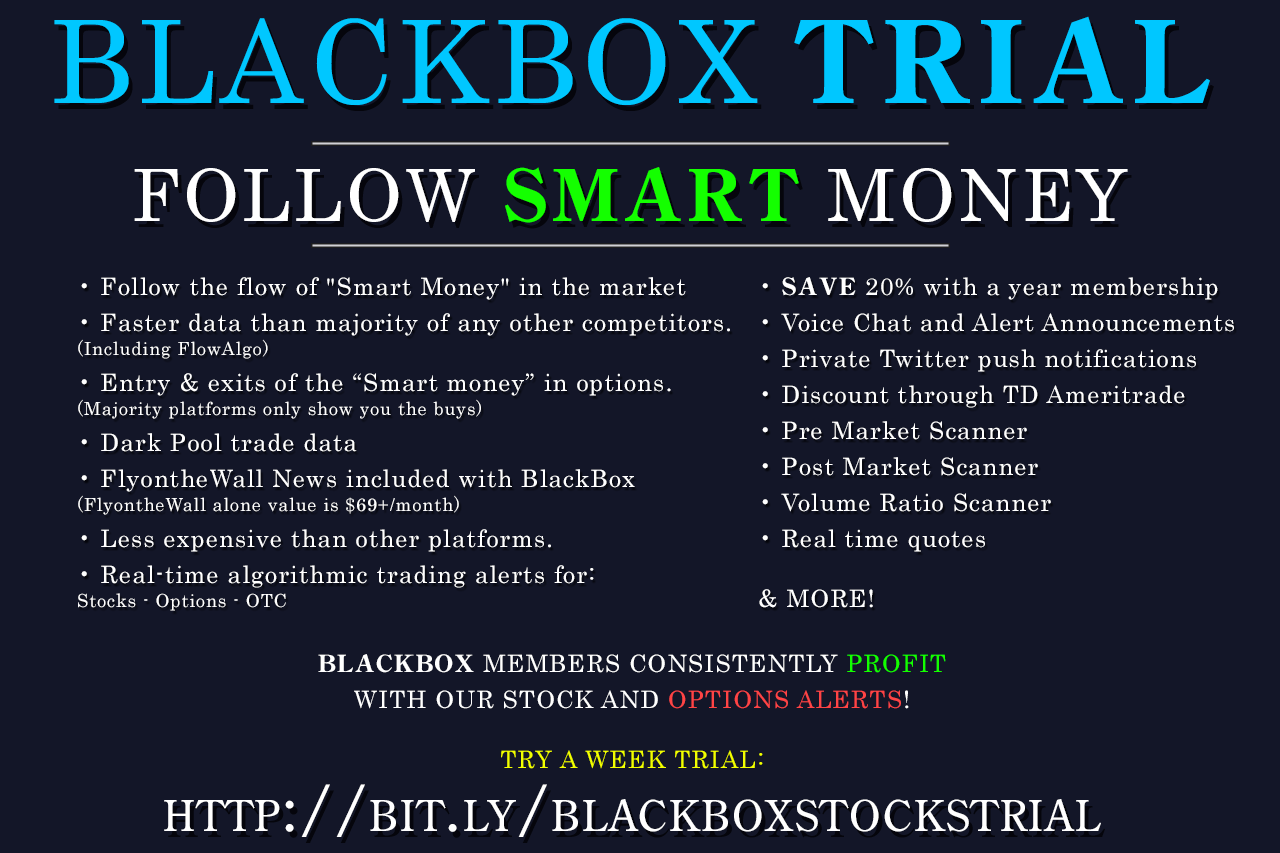 BLACKBOX TRIAL
FOLLOW SMART MONEY
• Follow the flow of "Smart Money" in the market
• Faster data than majority of any other competitors.
(Including FlowAlgo)
• Entry & exits of the “Smart money” in options.
(Majority platforms only show you the buys)
• Dark Pool trade data
• FlyontheWall News included with BlackBox
(FlyontheWall alone value is $69+/month)
• Less expensive than other platforms.
• Real-time algorithmic trading alerts for:
Stocks - Options - OTC
• SAVE 20% with a year membership
• Voice Chat and Alert Announcements
• Private Twitter push notifications
• Discount through TD Ameritrade
• Pre Market Scanner
• Post Market Scanner
• Volume Ratio Scanner
• Real time quotes
& MORE!
BLACKBOX MEMBERS CONSISTENTLY PROFIT
WITH OUR STOCK AND OPTIONS ALERTS!
TRY A WEEK TRIAL:
HTTP://BIT.LY/BLACKBOXSTOCKSTRIAL